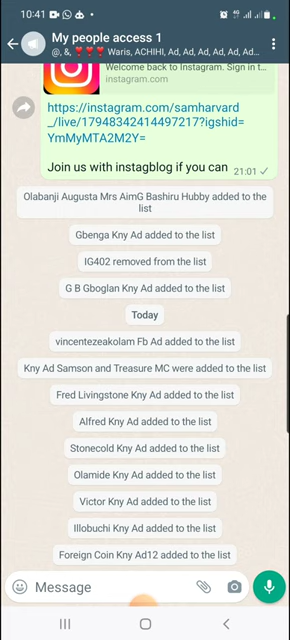 10:41
My people access 1
@, &, ❣❣❣ Waris, ACHIHI, Ad, Ad, Ad, Ad, Ad...
Welcome back to Instagram. Sign in t...
instagram.com
https://instagram.com/samharvard
_/live/17948342414497217?igshid=
YmMyMTA2M2Y=
Join us with instagblog if you can 21:01
Olabanji Augusta Mrs AimG Bashiru Hubby added to the
list
Gbenga Kny Ad added to the list
IG402 removed from the list
G B Gboglan Kny Ad added to the list
Today
vincentezeakolam Fb Ad added to the list
Kny Ad Samson and Treasure MC were added to the list
Fred Livingstone Kny Ad added to the list
Alfred Kny Ad added to the list
Stonecold Kny Ad added to the list
Olamide Kny Ad added to the list
Victor Kny Ad added to the list
Illobuchi Kny Ad added to the list
Foreign Coin Kny Ad12 added to the list
Message